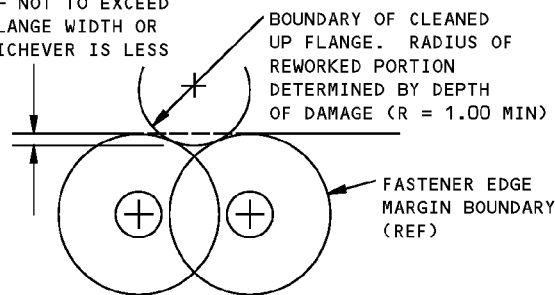 - NOT TO EXCEED
LANGE WIDTH OR
ICHEVER IS LESS
BOUNDARY OF CLEANED
UP FLANGE. RADIUS OF
REWORKED PORTION
DETERMINED BY DEPTH
OF DAMAGE (R = 1.00 MIN)
FASTENER EDGE
MARGIN BOUNDARY
(REF)